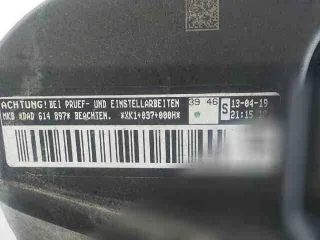 ACHTUNG! BEI PRUEF- UND EINSTELLARBEITEN
MKB *DAD 614 897* BEACHTEN. *XK1+037+000H*
39 46
S
13-04-19
21:15